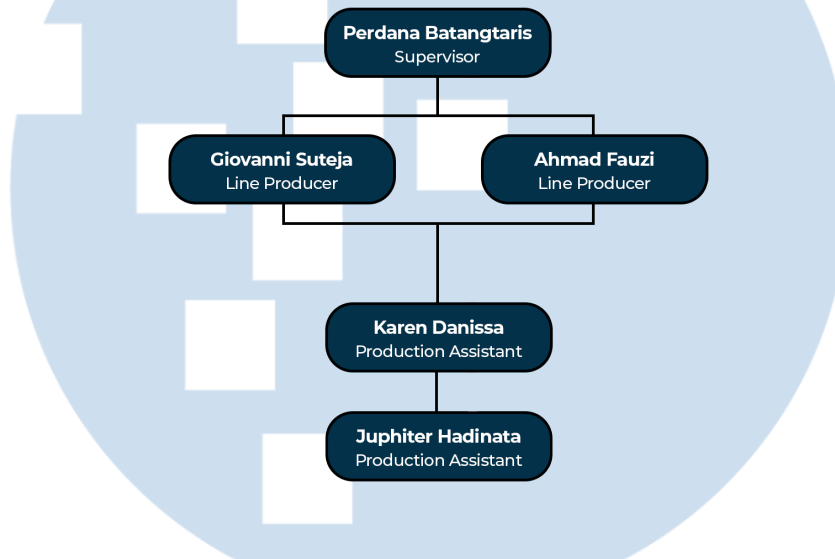 Perdana Batangtaris
Supervisor
Giovanni Suteja
Line Producer
Ahmad Fauzi
Line Producer
Karen Danissa
Production Assistant
Juphiter Hadinata
Production Assistant